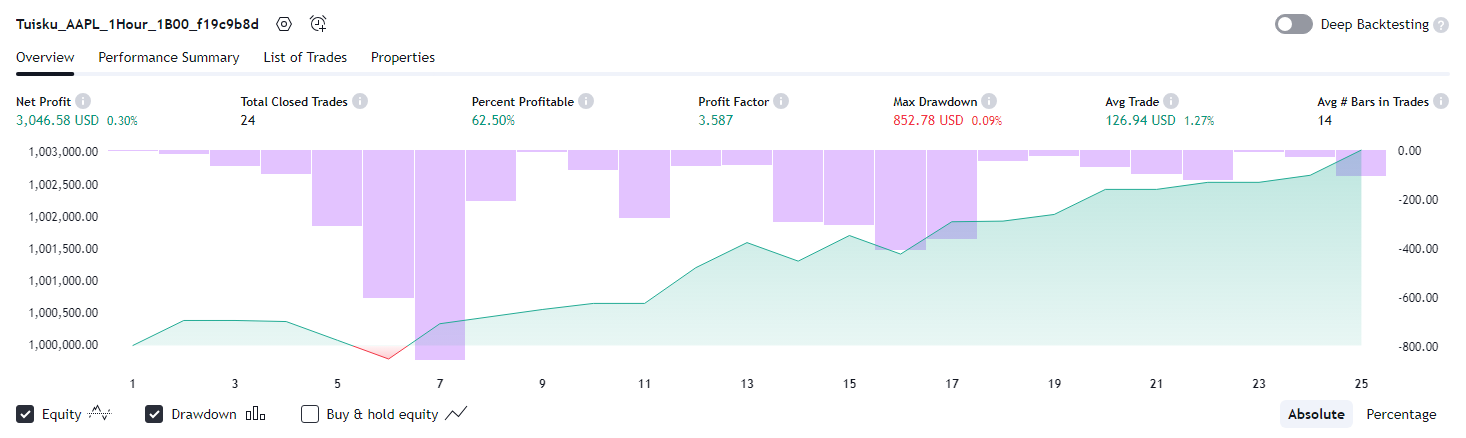 Tuisku_AAPL_1Hour_1B00_f19c9b8d
Deep Backtesting ?
Overview Performance Summary List of Trades Properties
Net Profit i Total Closed Trades i Percent Profitable i Profit Factor i Max Drawdown i Avg Trade i Avg # Bars in Trades i
3,046.58 USD 0.30% 24 62.50% 3.587 852.78 USD 0.09% 126.94 USD 1.27% 14
1,003,000.00 0.00
1,002,500.00 -200.00
1,002,000.00
1,001,500.00 -400.00
1,001,000.00 -600.00
1,000,500.00
1,000,000.00 -800.00
1 3 5 7 9 11 13 15 17 19 21 23 25
Equity Drawdown Buy & hold equity Absolute Percentage